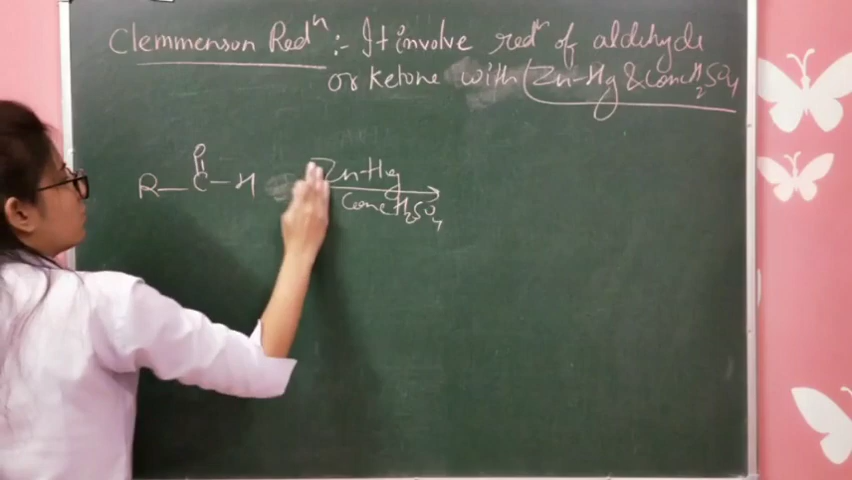 Clemmenson Redⁿ :- It involve redⁿ of aldehyde
or Ketone with (Zn-Hg & Conc H₂SO₄
R-C-H
O
Zn-Hg
Conc H₂SO₄